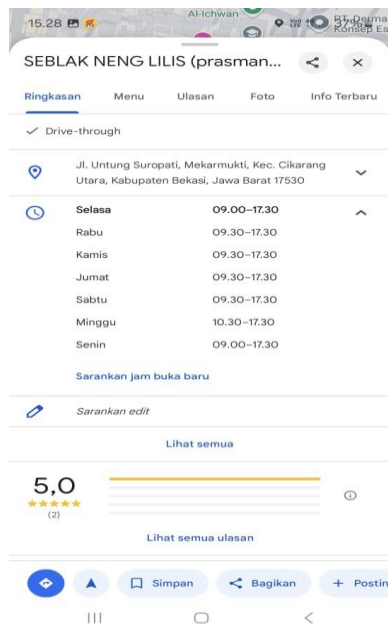 15.28
Al-Ichwan
37%
Konsep Es
SEBLAK NENG LILIS (prasman...
Ringkasan Menu Ulasan Foto Info Terbaru
Drive-through
Jl. Untung Suropati, Mekarmukti, Kec. Cikarang
Utara, Kabupaten Bekasi, Jawa Barat 17530
Selasa 09.00–17.30
Rabu 09.30–17.30
Kamis 09.30–17.30
Jumat 09.30–17.30
Sabtu 09.30–17.30
Minggu 10.30–17.30
Senin 09.00–17.30
Sarankan jam buka baru
Sarankan edit
Lihat semua
5,0
(2)
Lihat semua ulasan
Simpan Bagikan + Postin